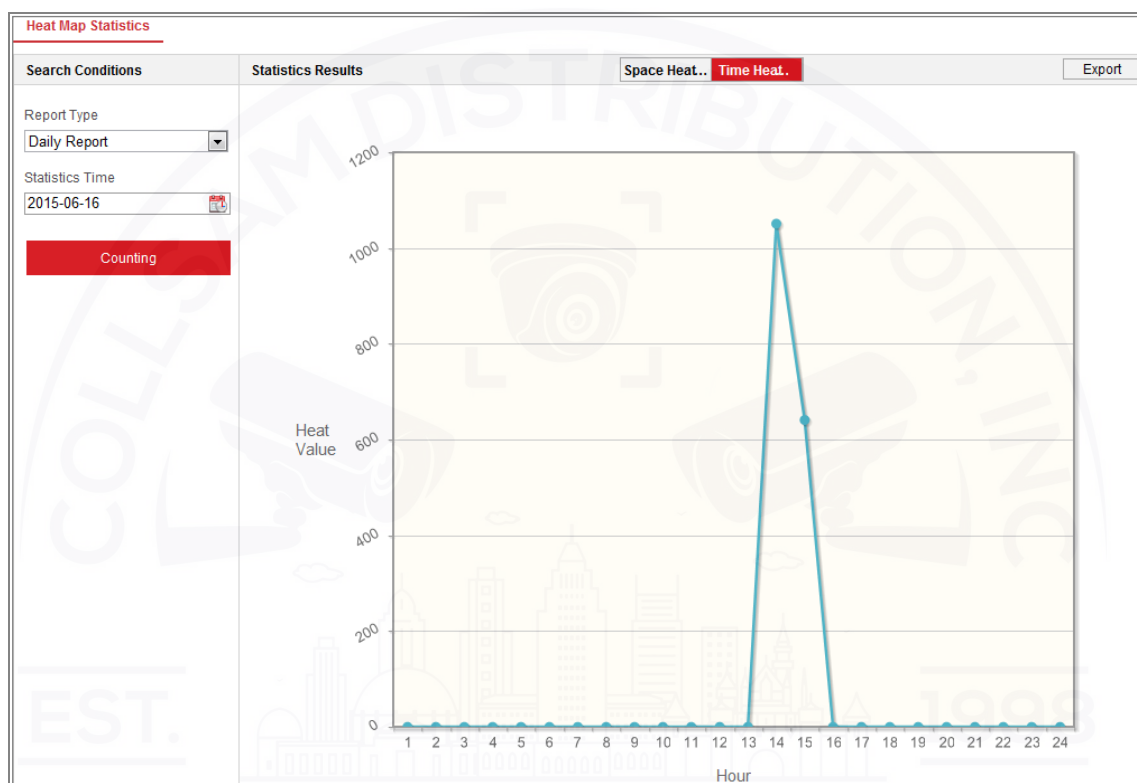 Heat Map Statistics
Search Conditions
Statistics Results
Space Heat...
Time Heat..
Export
Report Type
Daily Report
Statistics Time
2015-06-16
Counting
1200
1000
800
600
400
200
0
Heat
Value
1 2 3 4 5 6 7 8 9 10 11 12 13 14 15 16 17 18 19 20 21 22 23 24
Hour
COLLSAM DISTRIBUTION, INC
EST.
1998